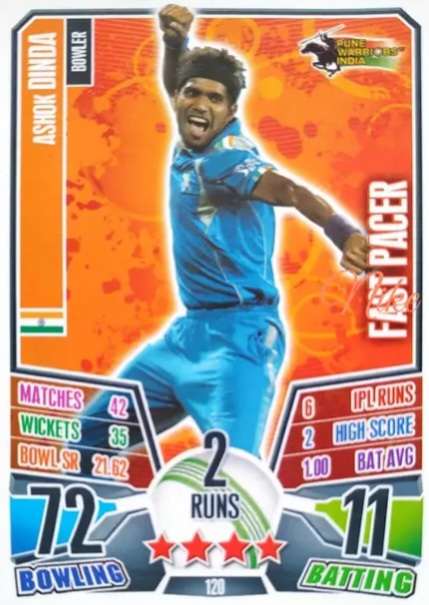 ASHOK DINDA
BOWLER
PUNE
WARRIORS
INDIA
FAST PACER
Nike
MATCHES 42
WICKETS 35
BOWL SR 21.62
6 IPL RUNS
2 HIGH SCORE
1.00 BAT AVG
2
RUNS
72
BOWLING
11
BATTING
120